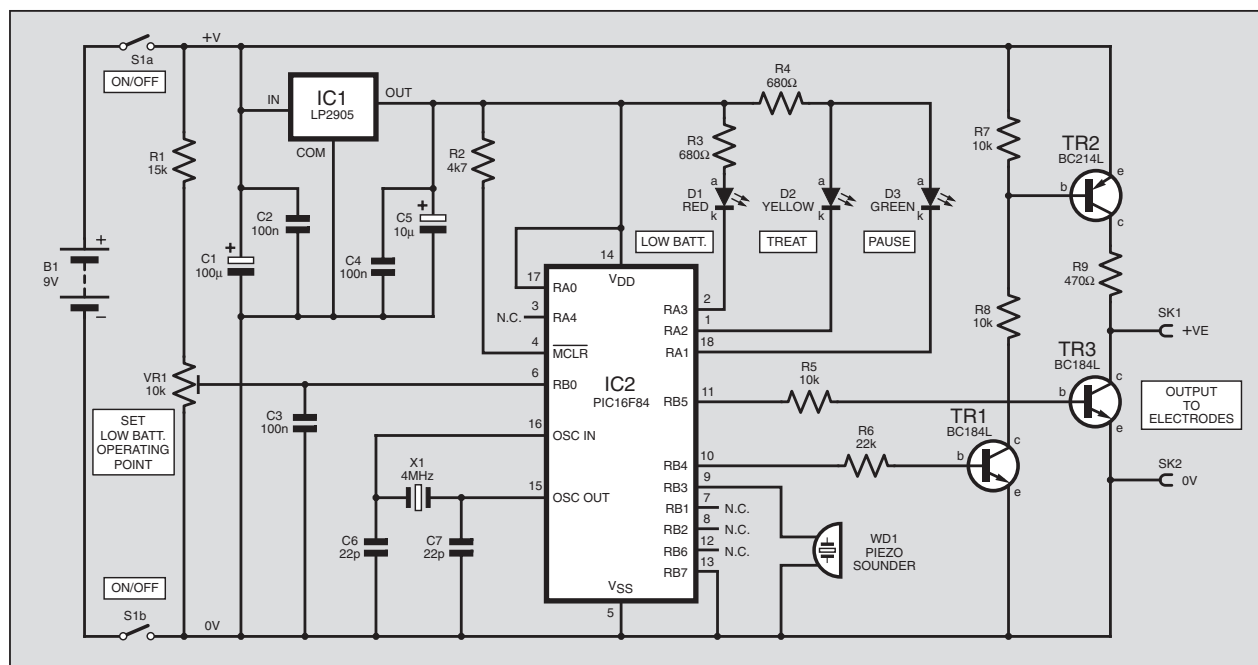 S1a
ON/OFF
+V
IN
IC1
LP2905
OUT
COM
R1
15k
R2
4k7
R3
680Ω
R4
680Ω
D1
RED
a
k
LOW BATT.
D2
YELLOW
a
k
TREAT
D3
GREEN
a
k
PAUSE
R7
10k
TR2
BC214L
b
e
c
R9
470Ω
SK1
+VE
B1
9V
+
−
C1
100µ
+
C2
100n
C4
100n
C5
10µ
+
17
RA0
3
N.C.
RA4
4
MCLR
6
RB0
16
OSC IN
15
OSC OUT
14
VDD
IC2
PIC16F84
VSS
5
2
RA3
1
RA2
18
RA1
11
RB5
10
RB4
9
RB3
7
RB1
N.C.
8
RB2
N.C.
12
RB6
N.C.
13
RB7
VR1
10k
SET
LOW BATT.
OPERATING
POINT
C3
100n
X1
4MHz
C6
22p
C7
22p
R5
10k
R6
22k
R8
10k
TR1
BC184L
b
c
e
TR3
BC184L
b
c
e
OUTPUT
TO
ELECTRODES
SK2
0V
WD1
PIEZO
SOUNDER
ON/OFF
S1b
0V